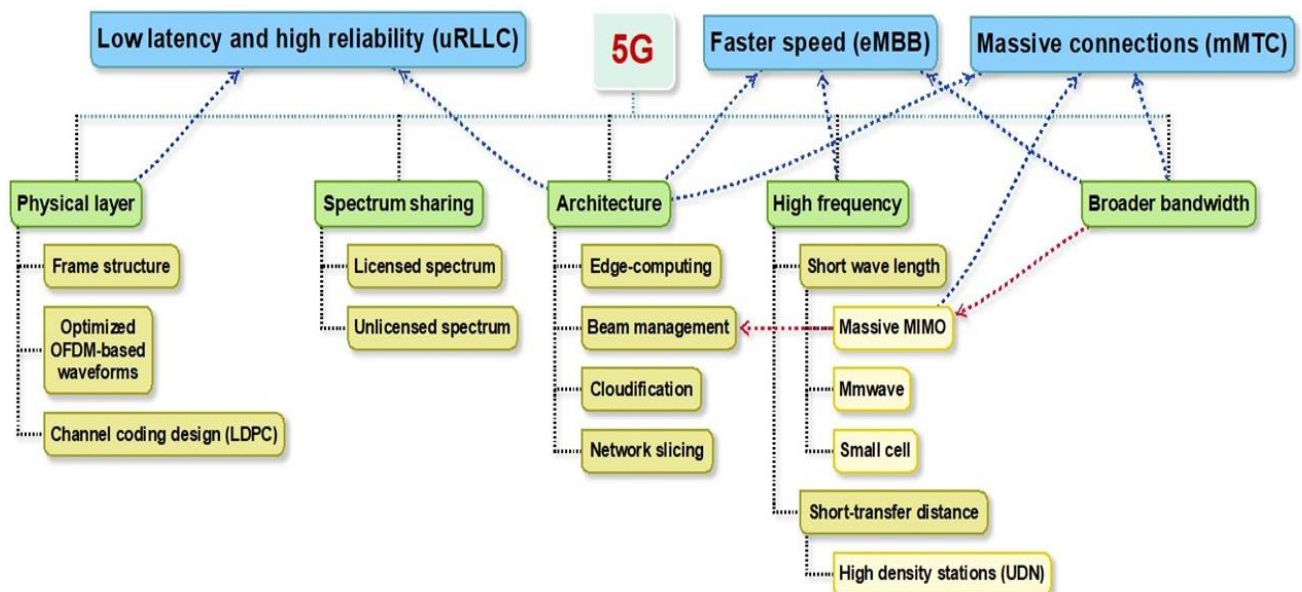 Low latency and high reliability (uRLLC)
5G
Faster speed (eMBB)
Massive connections (mMTC)
Physical layer
Spectrum sharing
Architecture
High frequency
Broader bandwidth
Frame structure
Optimized
OFDM-based
waveforms
Channel coding design (LDPC)
Licensed spectrum
Unlicensed spectrum
Edge-computing
Beam management
Cloudification
Network slicing
Short wave length
Massive MIMO
Mmwave
Small cell
Short-transfer distance
High density stations (UDN)